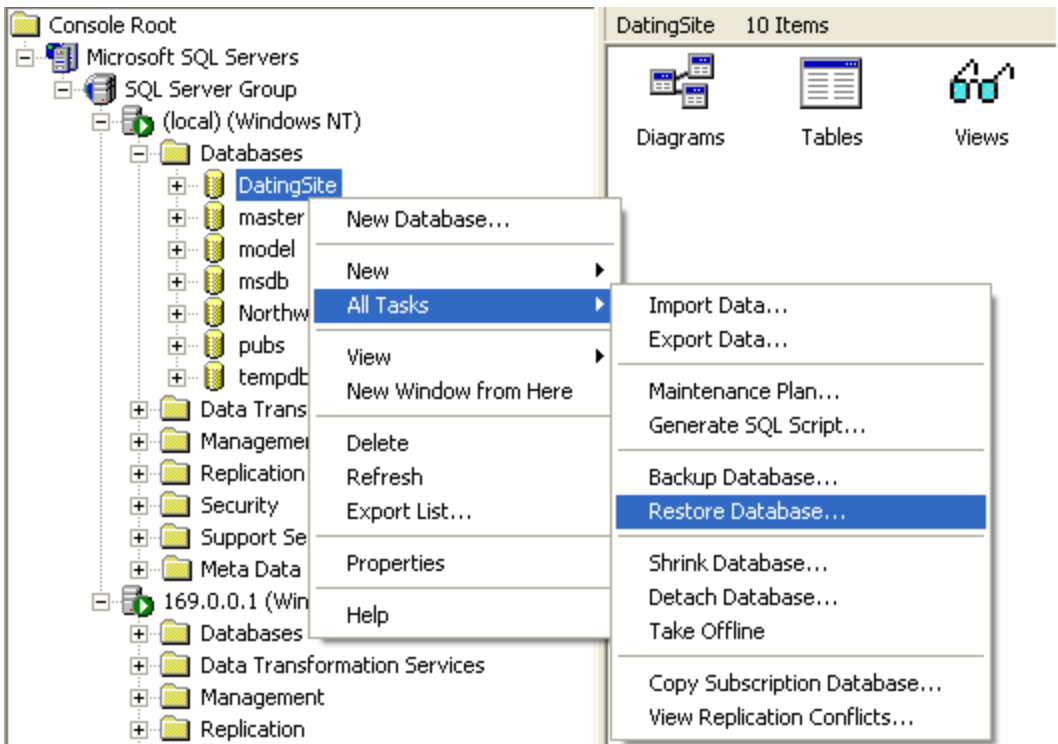 Console Root
Microsoft SQL Servers
SQL Server Group
(local) (Windows NT)
Databases
DatingSite
master
model
msdb
Northw
pubs
tempdb
Data Trans
Managemen
Replication
Security
Support Se
Meta Data
169.0.0.1 (Win
Databases
Data Transformation Services
Management
Replication
DatingSite 10 Items
Diagrams Tables Views
New Database...
New
All Tasks
View
New Window from Here
Delete
Refresh
Export List...
Properties
Help
Import Data...
Export Data...
Maintenance Plan...
Generate SQL Script...
Backup Database...
Restore Database...
Shrink Database...
Detach Database...
Take Offline
Copy Subscription Database...
View Replication Conflicts...